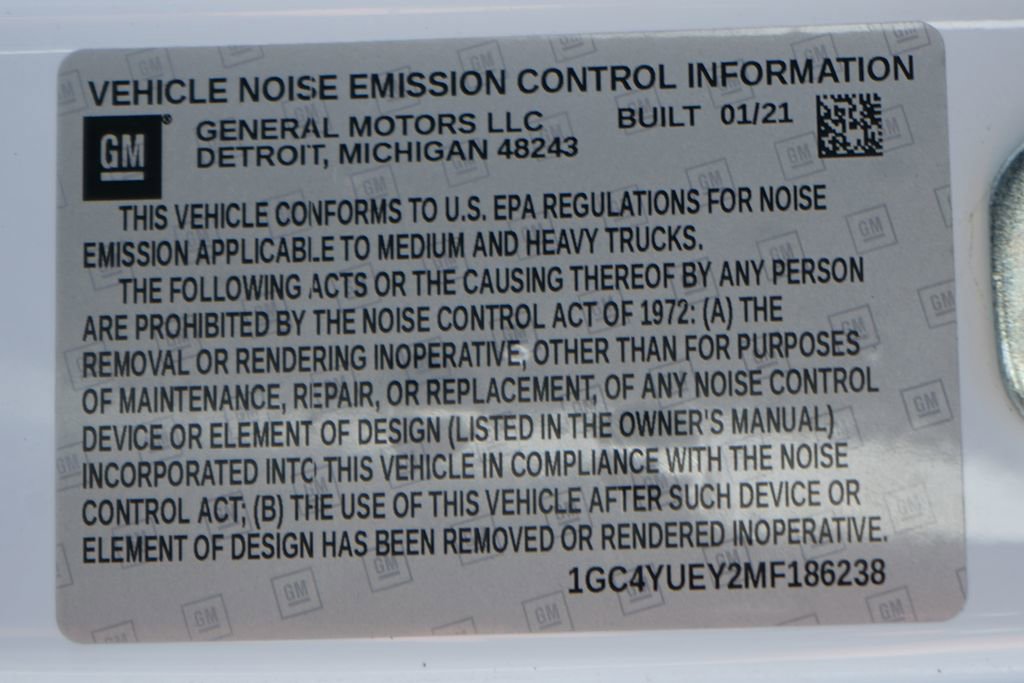 VEHICLE NOISE EMISSION CONTROL INFORMATION
GM®
GENERAL MOTORS LLC
DETROIT, MICHIGAN 48243
BUILT 01/21
THIS VEHICLE CONFORMS TO U.S. EPA REGULATIONS FOR NOISE
EMISSION APPLICABLE TO MEDIUM AND HEAVY TRUCKS.
THE FOLLOWING ACTS OR THE CAUSING THEREOF BY ANY PERSON
ARE PROHIBITED BY THE NOISE CONTROL ACT OF 1972: (A) THE
REMOVAL OR RENDERING INOPERATIVE, OTHER THAN FOR PURPOSES
OF MAINTENANCE, REPAIR, OR REPLACEMENT, OF ANY NOISE CONTROL
DEVICE OR ELEMENT OF DESIGN (LISTED IN THE OWNER'S MANUAL)
INCORPORATED INTO THIS VEHICLE IN COMPLIANCE WITH THE NOISE
CONTROL ACT; (B) THE USE OF THIS VEHICLE AFTER SUCH DEVICE OR
ELEMENT OF DESIGN HAS BEEN REMOVED OR RENDERED INOPERATIVE.
1GC4YUEY2MF186238